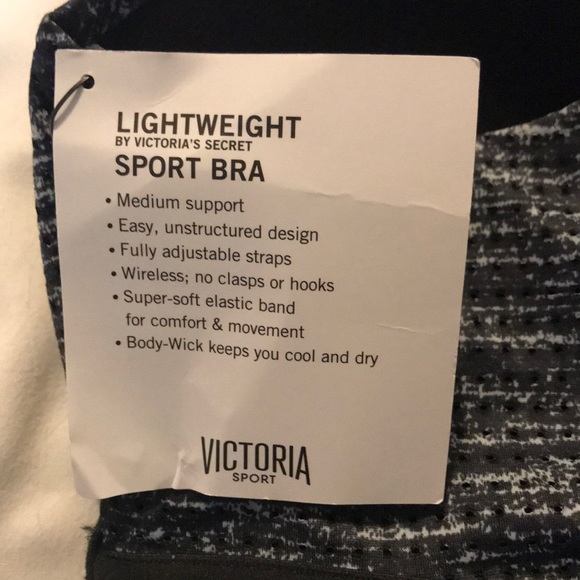 LIGHTWEIGHT
BY VICTORIA'S SECRET
SPORT BRA
• Medium support
• Easy, unstructured design
• Fully adjustable straps
• Wireless; no clasps or hooks
• Super-soft elastic band
for comfort & movement
• Body-Wick keeps you cool and dry
VICTORIA
SPORT